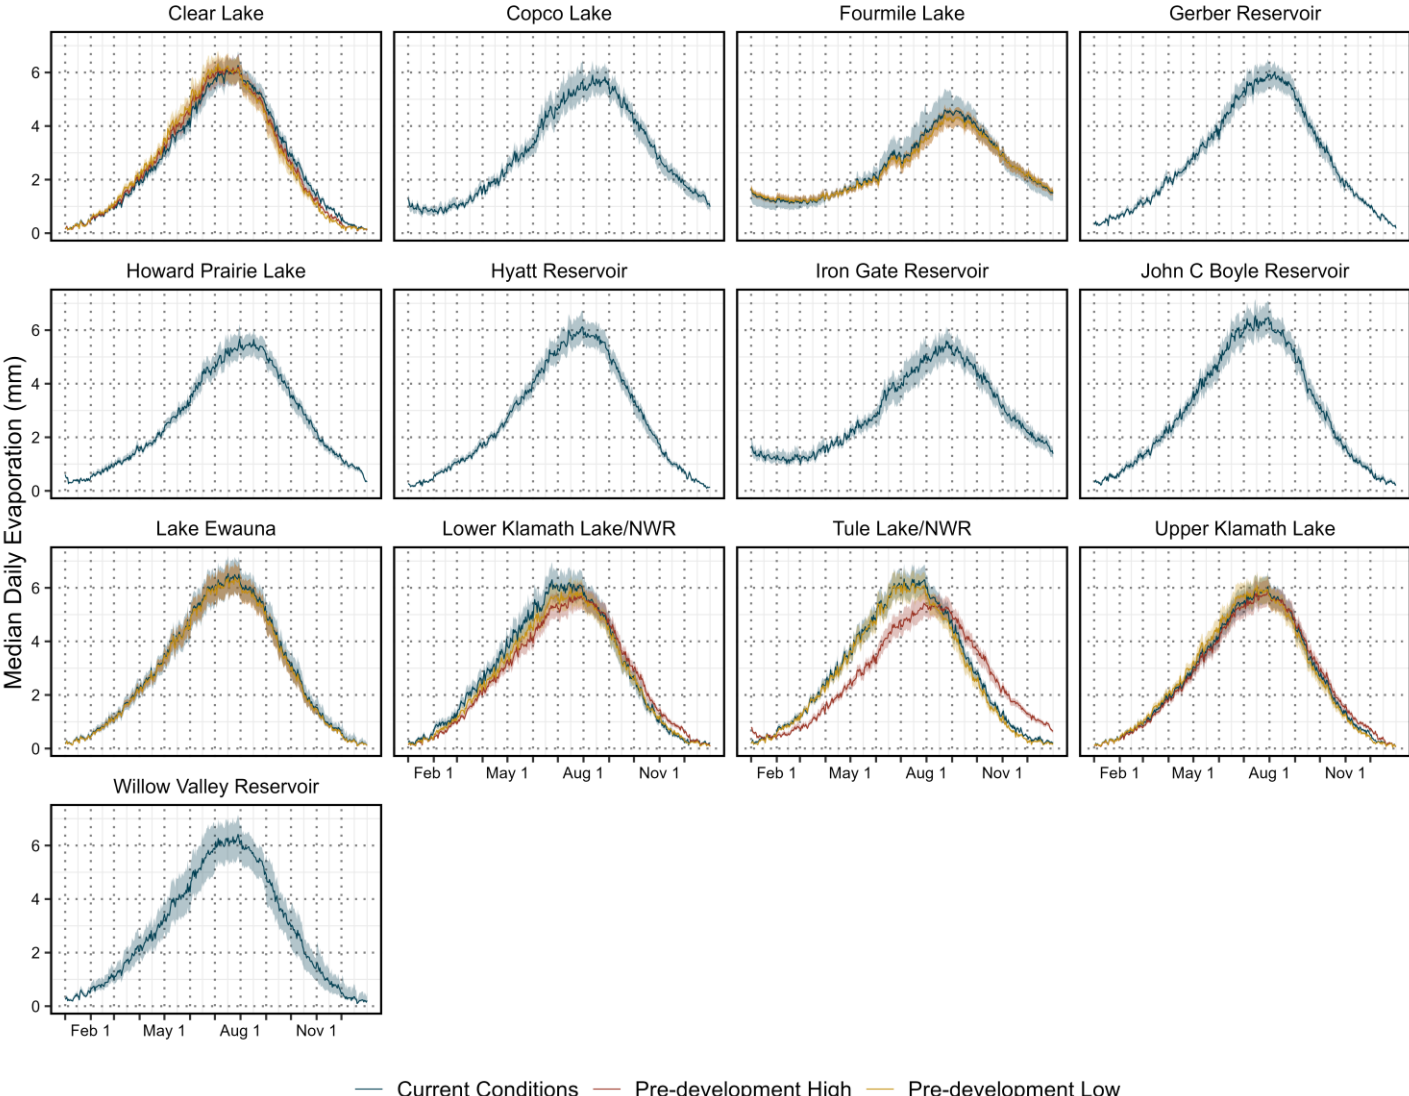 Clear Lake Copco Lake Fourmile Lake Gerber Reservoir
6
4
2
0
Howard Prairie Lake Hyatt Reservoir Iron Gate Reservoir John C Boyle Reservoir
6
4
2
0
Median Daily Evaporation (mm)
Lake Ewauna Lower Klamath Lake/NWR Tule Lake/NWR Upper Klamath Lake
6
4
2
0
Feb 1 May 1 Aug 1 Nov 1 Feb 1 May 1 Aug 1 Nov 1 Feb 1 May 1 Aug 1 Nov 1
Willow Valley Reservoir
6
4
2
0
Feb 1 May 1 Aug 1 Nov 1
Current Conditions Pre-development High Pre-development Low